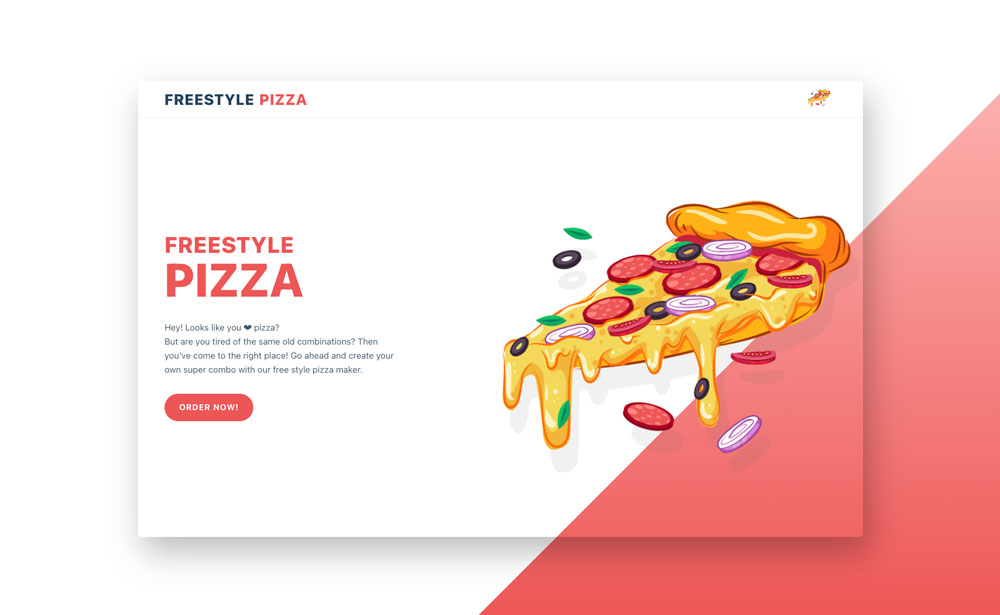 FREESTYLE PIZZA
FREESTYLE
PIZZA
Hey! Looks like you ❤ pizza?
But are you tired of the same old combinations? Then
you've come to the right place! Go ahead and create your
own super combo with our free style pizza maker.
ORDER NOW!